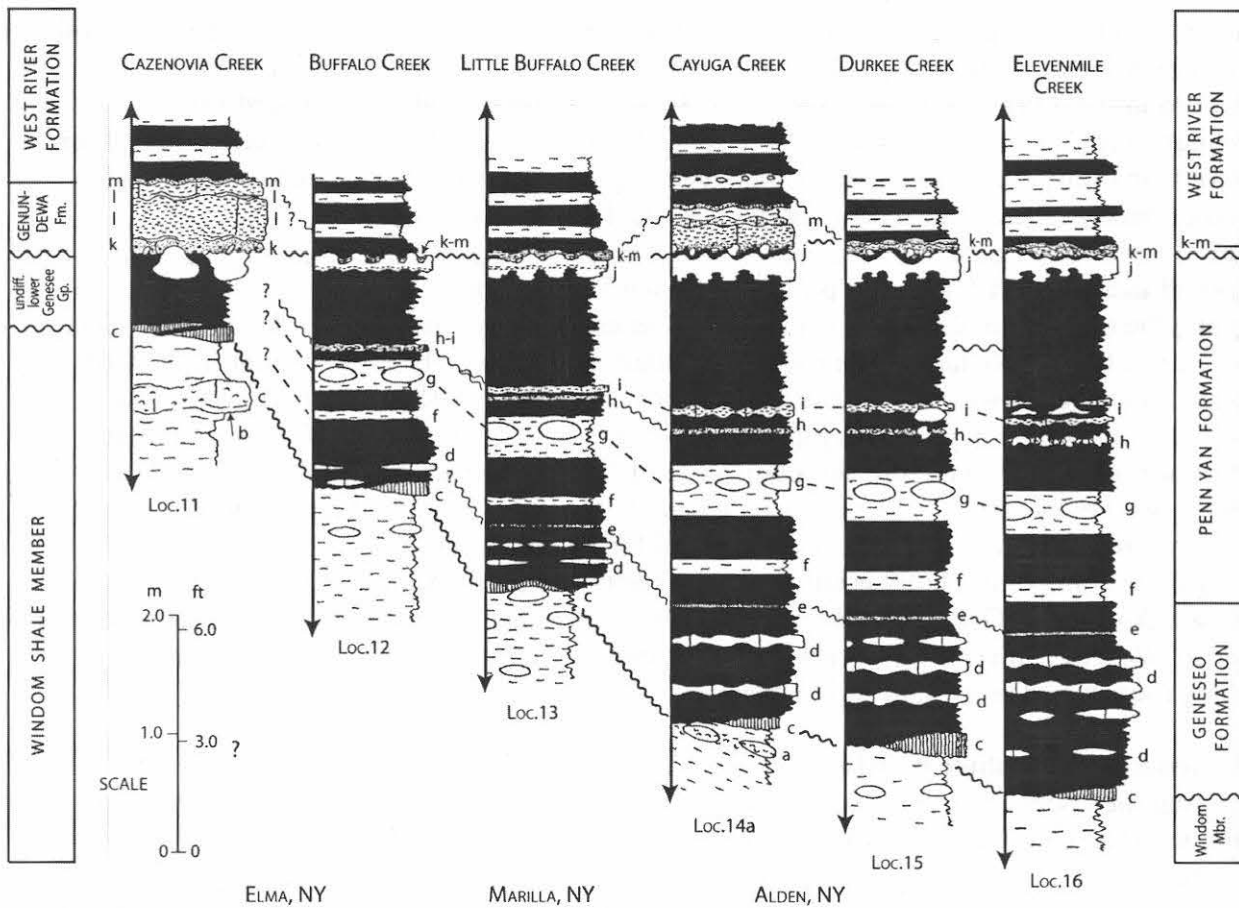 WEST RIVER
FORMATION
GENUN-
DEWA
Fm.
undiff.
lower
Genesee
Gp.
WINDOM SHALE MEMBER
CAZENOVIA CREEK
m
l
?
l
k
k
c
b
Loc.11
m ft
2.0 6.0
1.0 3.0 ?
SCALE
0 0
BUFFALO CREEK
k-m
?
?
?
h-i
g
f
d
c
c
Loc.12
LITTLE BUFFALO CREEK
?
k-m
j
i
h
g
f
?
e
d
c
Loc.13
CAYUGA CREEK
m
j
i
h
g
f
e
d
d
c
a
Loc.14a
DURKEE CREEK
k-m
j
i
h
g
f
e
d
d
c
Loc.15
ELEVENMILE
CREEK
k-m
j
i
h
g
f
e
d
d
c
Loc.16
WEST RIVER
FORMATION
k-m
PENN YAN FORMATION
GENESEO
FORMATION
Windom
Mbr.
ELMA, NY
MARILLA, NY
ALDEN, NY